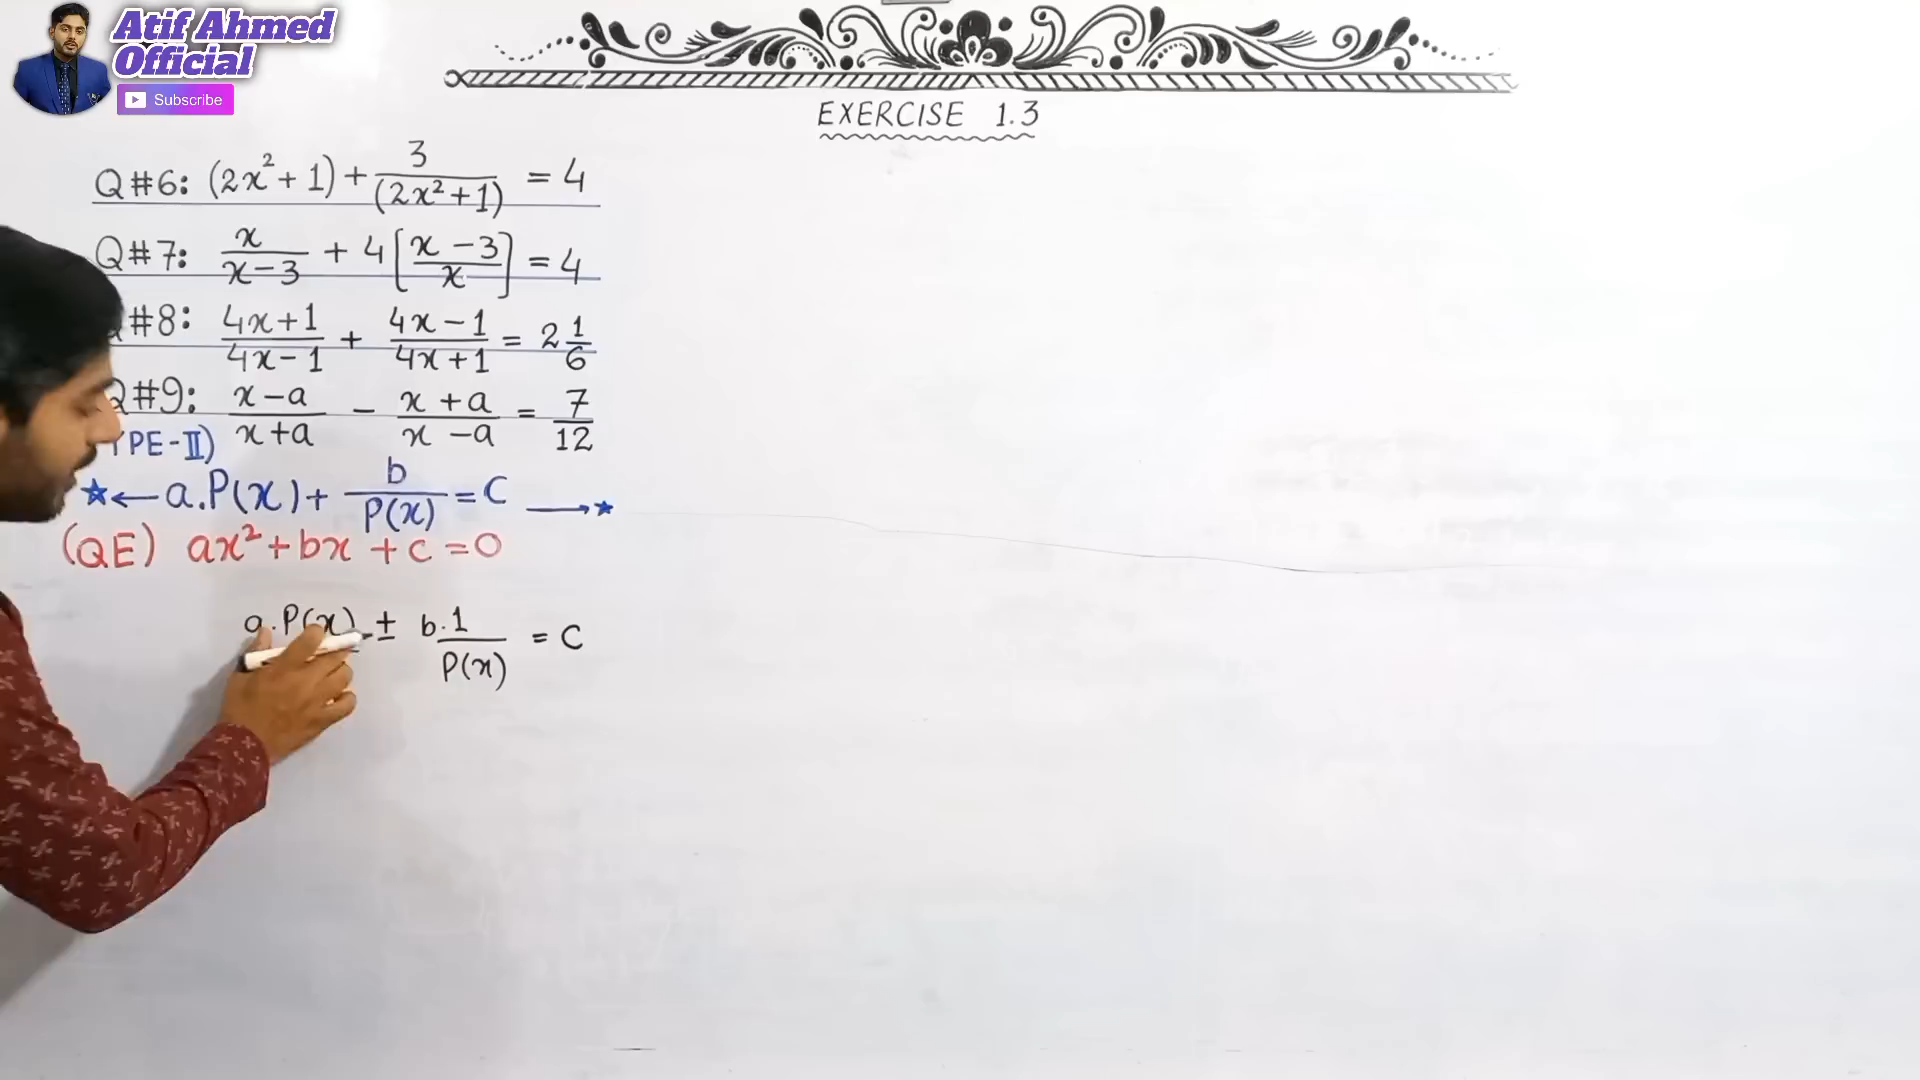 Atif Ahmed
Official
Subscribe
EXERCISE 1.3
Q#6: (2x²+1)+3/(2x²+1) = 4
Q#7: x/x-3 + 4[x-3/x] = 4
#8: 4x+1/4x-1 + 4x-1/4x+1 = 2 1/6
#9: x-a/x+a - x+a/x-a = 7/12
YPE-II)
★←a.P(x)+ b/P(x) = C →★
(QE) ax²+bx+c=0
a.P(x) ± b.1/P(x) = C